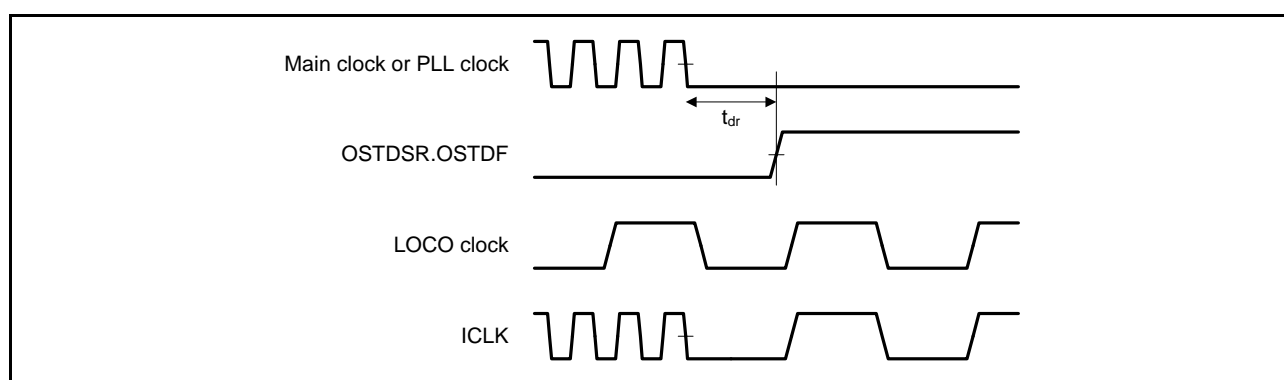 Main clock or PLL clock
tdr
OSTDSR.OSTDF
LOCO clock
ICLK